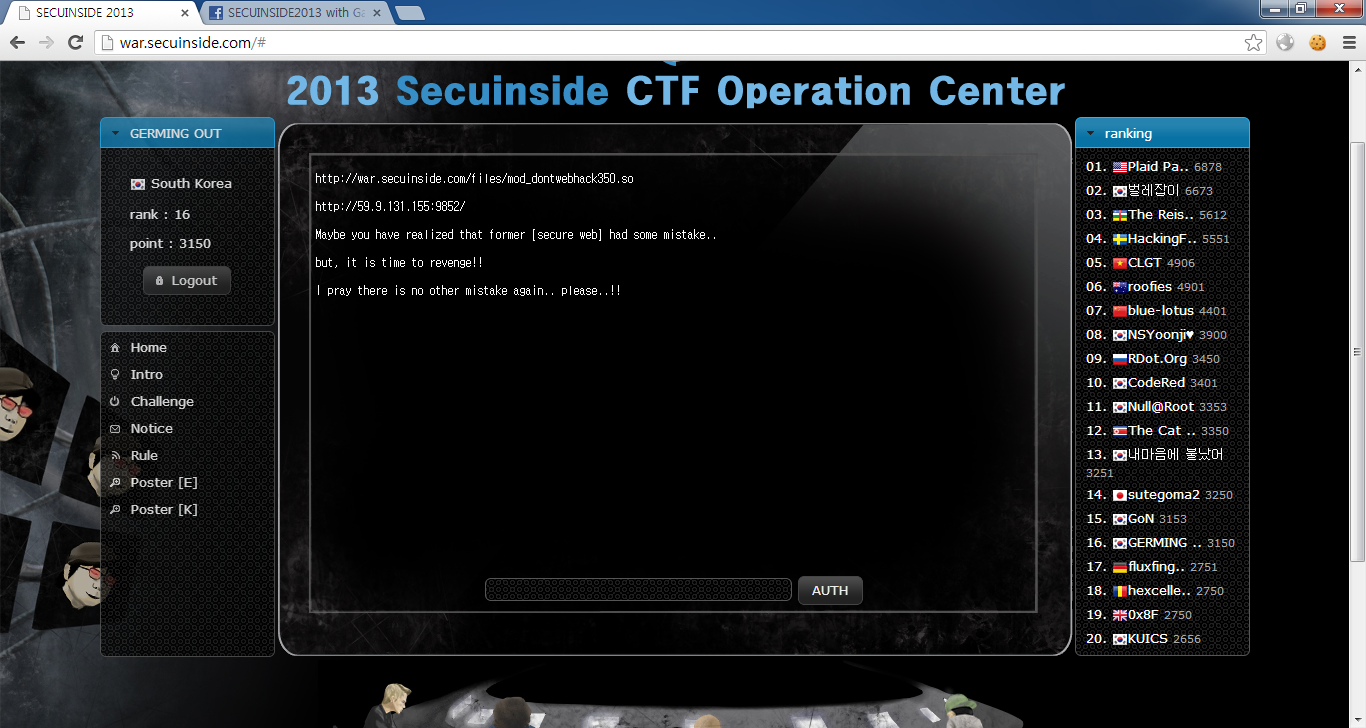 SECUINSIDE 2013
SECUINSIDE2013 with Ga
war.secuinside.com/#
2013 Secuinside CTF Operation Center
GERMING OUT
South Korea
rank : 16
point : 3150
Logout
Home
Intro
Challenge
Notice
Rule
Poster [E]
Poster [K]
http://war.secuinside.com/files/mod_dontwebhack350.so
http://59.9.131.155:9852/
Maybe you have realized that former [secure web] had some mistake..
but, it is time to revenge!!
I pray there is no other mistake again.. please..!!
AUTH
ranking
01. Plaid Pa.. 6878
02. 벌레잡이 6673
03. The Reis.. 5612
04. HackingF.. 5551
05. CLGT 4906
06. roofies 4901
07. blue-lotus 4401
08. NSYoonji♥ 3900
09. RDot.Org 3450
10. CodeRed 3401
11. Null@Root 3353
12. The Cat .. 3350
13. 내마음에 불났어
3251
14. sutegoma2 3250
15. GoN 3153
16. GERMING .. 3150
17. fluxfing.. 2751
18. hexcelle.. 2750
19. 0x8F 2750
20. KUICS 2656